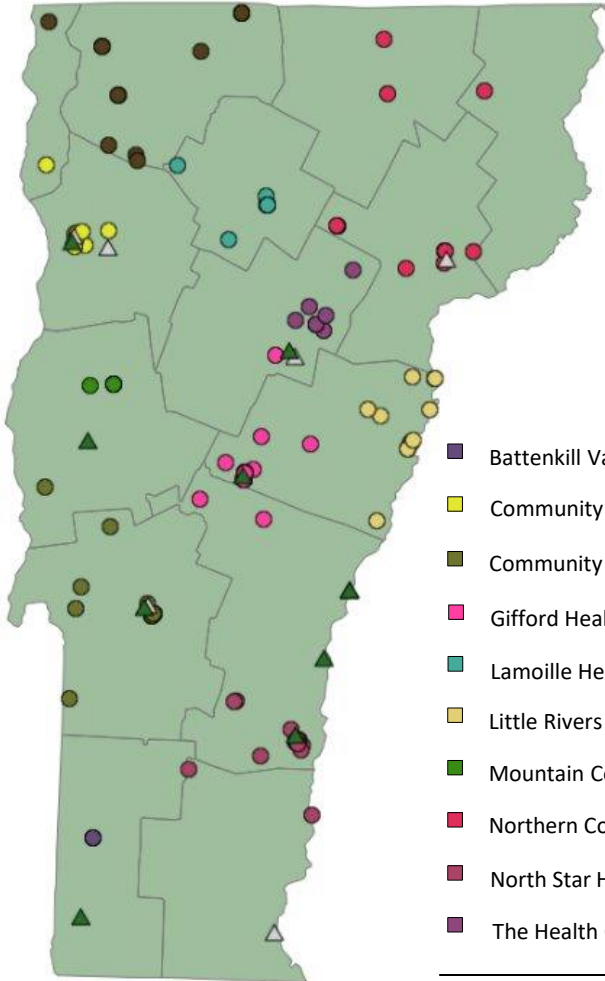 Battenkill Va
Community
Community
Gifford Heal
Lamoille He
Little Rivers
Mountain Co
Northern Co
North Star H
The Health